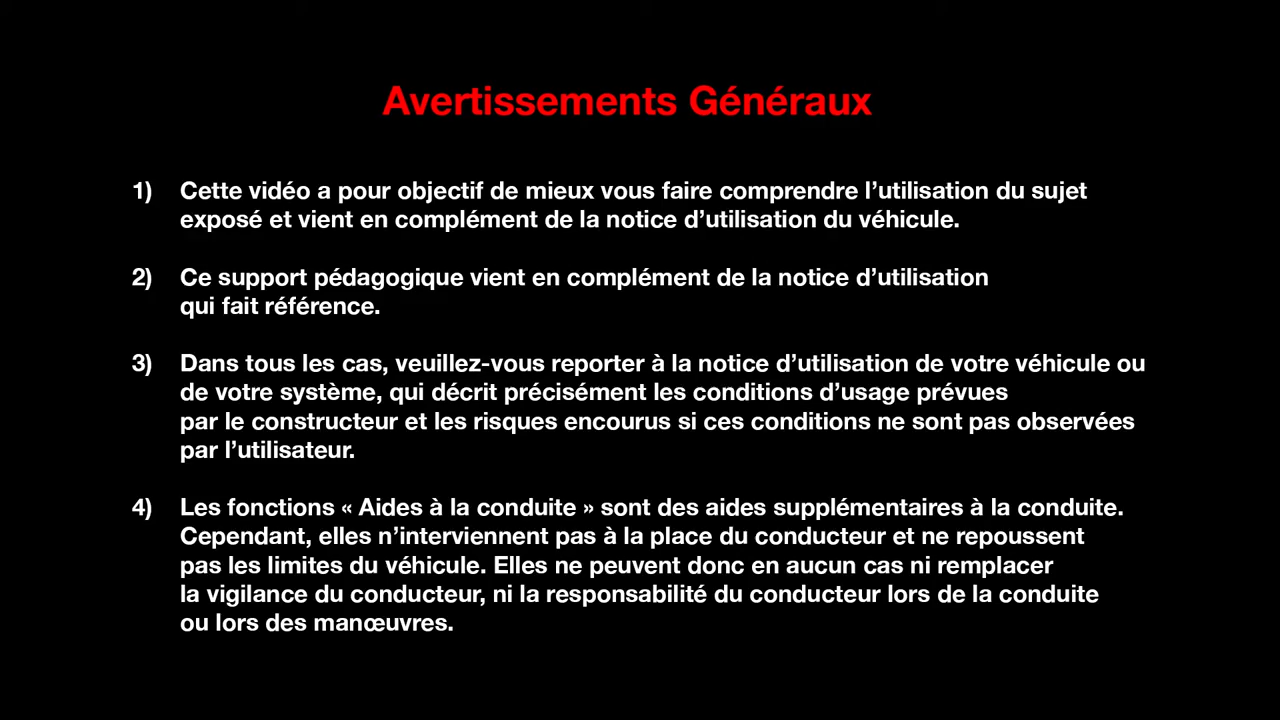 Avertissements Généraux
1) Cette vidéo a pour objectif de mieux vous faire comprendre l’utilisation du sujet
exposé et vient en complément de la notice d’utilisation du véhicule.
2) Ce support pédagogique vient en complément de la notice d’utilisation
qui fait référence.
3) Dans tous les cas, veuillez-vous reporter à la notice d’utilisation de votre véhicule ou
de votre système, qui décrit précisément les conditions d’usage prévues
par le constructeur et les risques encourus si ces conditions ne sont pas observées
par l’utilisateur.
4) Les fonctions « Aides à la conduite » sont des aides supplémentaires à la conduite.
Cependant, elles n’interviennent pas à la place du conducteur et ne repoussent
pas les limites du véhicule. Elles ne peuvent donc en aucun cas ni remplacer
la vigilance du conducteur, ni la responsabilité du conducteur lors de la conduite
ou lors des manœuvres.